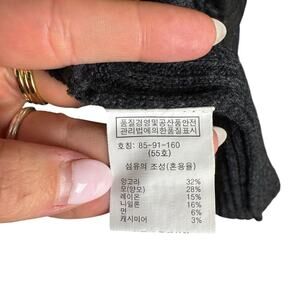 품질경영및공산품안전
관리법에의한품질표시
호칭: 85-91-160
(55호)
섬유의 조성(혼용율)
앙고라 32%
모(양모) 28%
레이온 15%
나일론 16%
면 6%
캐시미어 3%